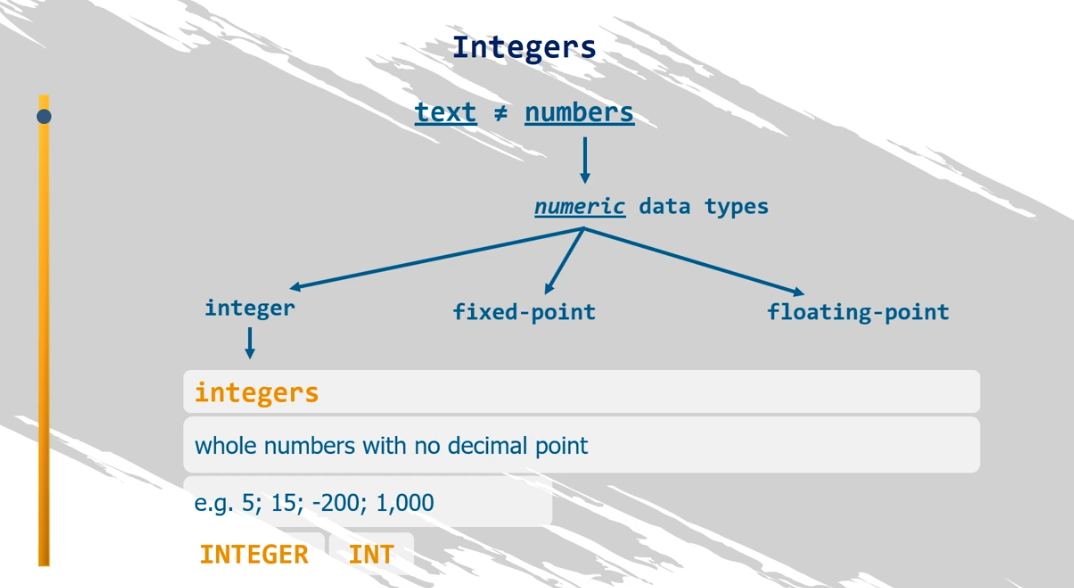 Integers
text ≠ numbers
numeric data types
integer fixed-point floating-point
integers
whole numbers with no decimal point
e.g. 5; 15; -200; 1,000
INTEGER INT